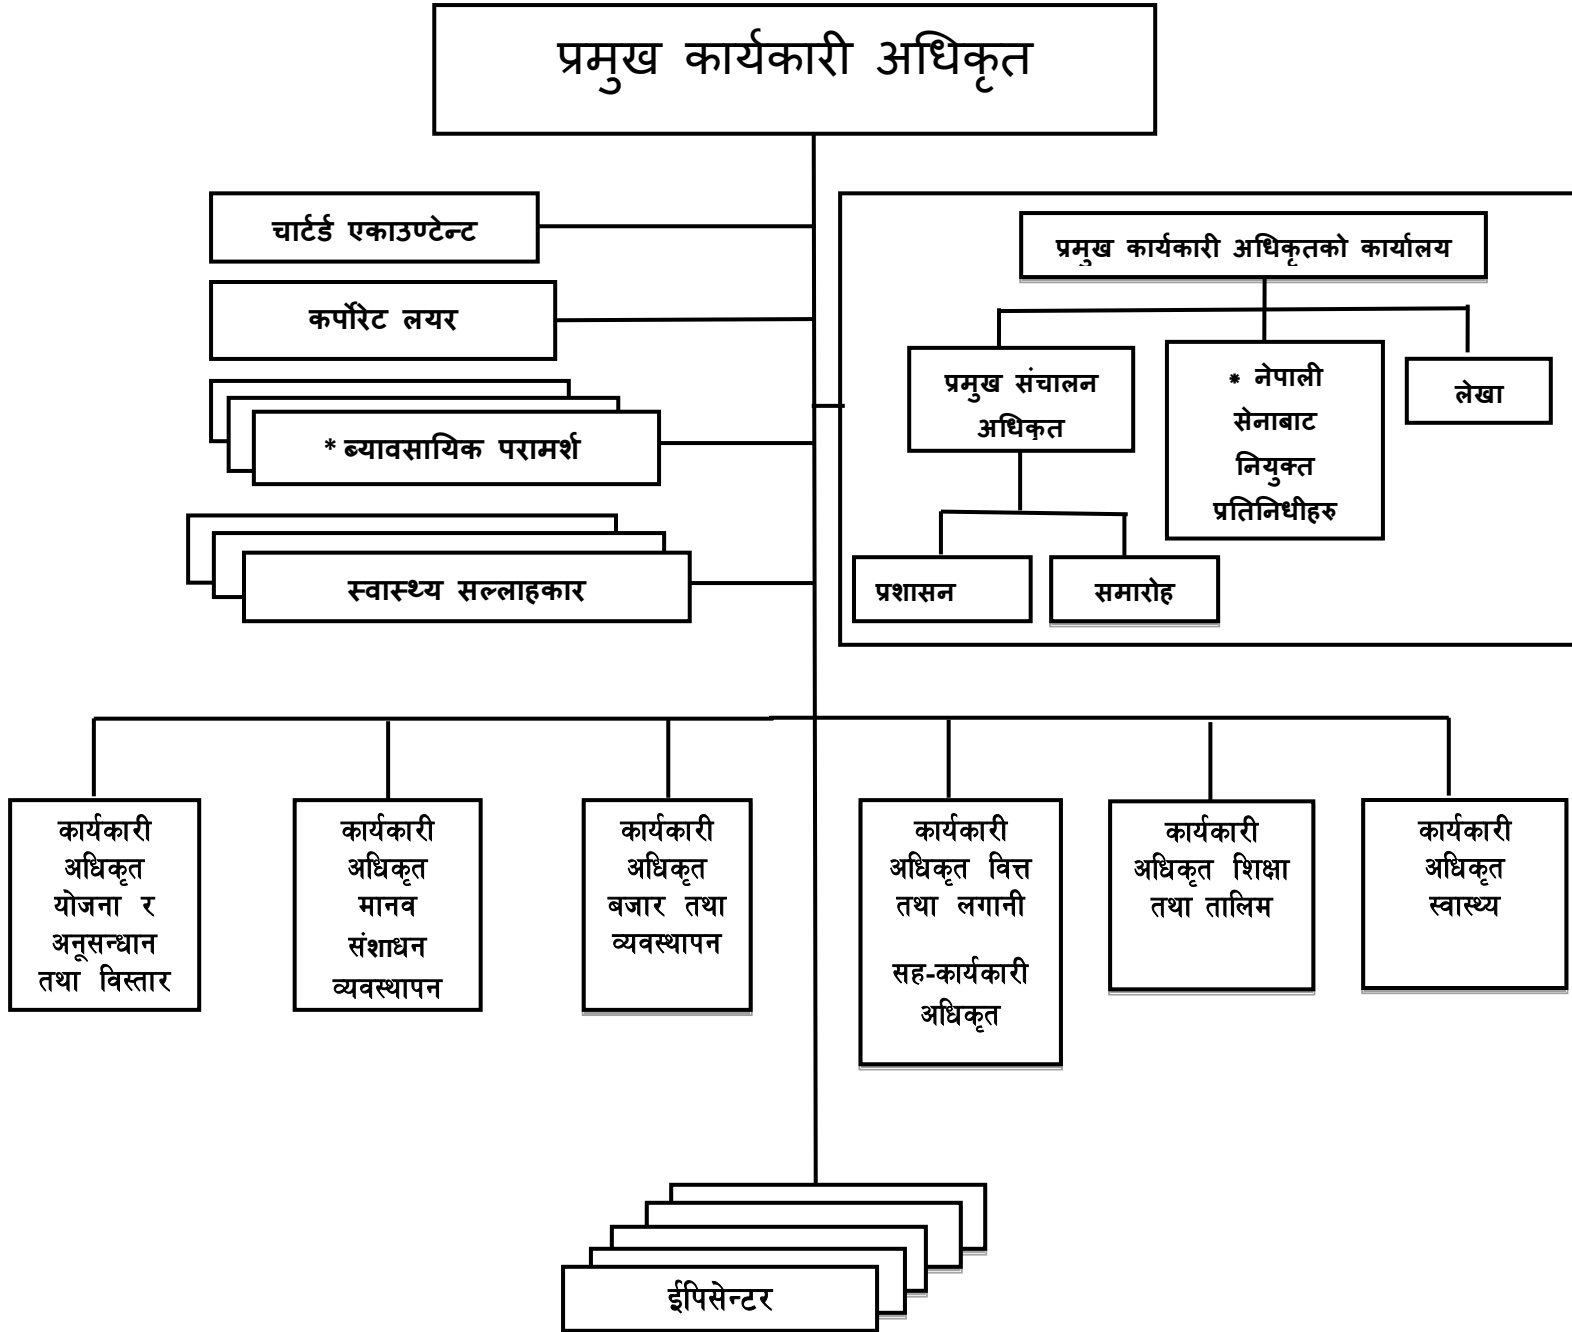 प्रमुख कार्यकारी अधिकृत
चार्टर्ड एकाउण्टेन्ट
प्रमुख कार्यकारी अधिकृतको कार्यालय
कर्पोरेट लयर
प्रमुख संचालन
अधिकृत
* नेपाली
सेनाबाट
नियुक्त
प्रतिनिधीहरु
लेखा
* ब्यावसायिक परामर्श
स्वास्थ्य सल्लाहकार
प्रशासन
समारोह
कार्यकारी
अधिकृत
योजना र
अनूसन्धान
तथा विस्तार
कार्यकारी
अधिकृत
मानव
संशाधन
व्यवस्थापन
कार्यकारी
अधिकृत
बजार तथा
व्यवस्थापन
कार्यकारी
अधिकृत वित्त
तथा लगानी
सह-कार्यकारी
अधिकृत
कार्यकारी
अधिकृत शिक्षा
तथा तालिम
कार्यकारी
अधिकृत
स्वास्थ्य
ईपिसेन्टर